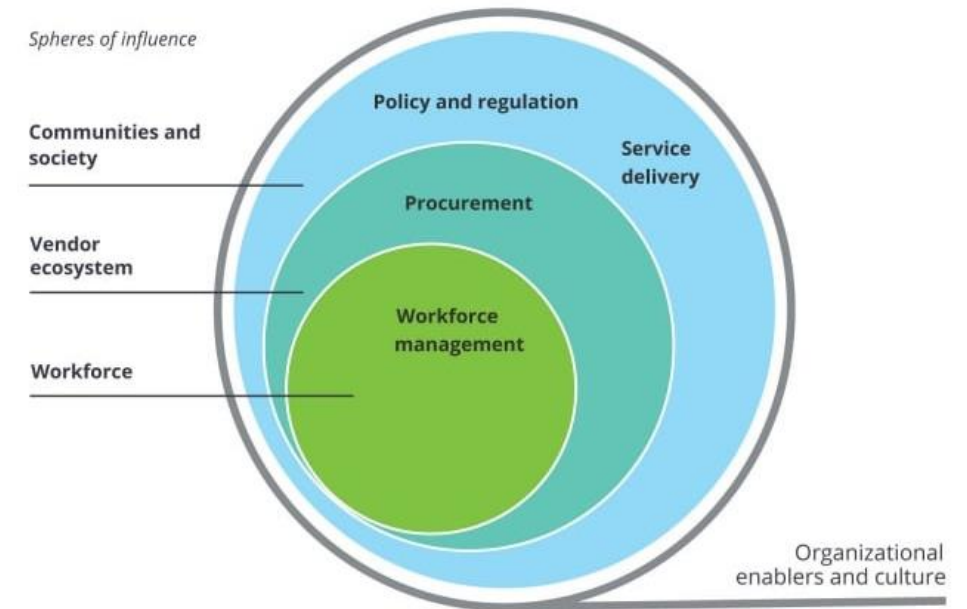 Spheres of influence
Communities and
society
Vendor
ecosystem
Workforce
Policy and regulation
Service
delivery
Procurement
Workforce
management
Organizational
enablers and culture